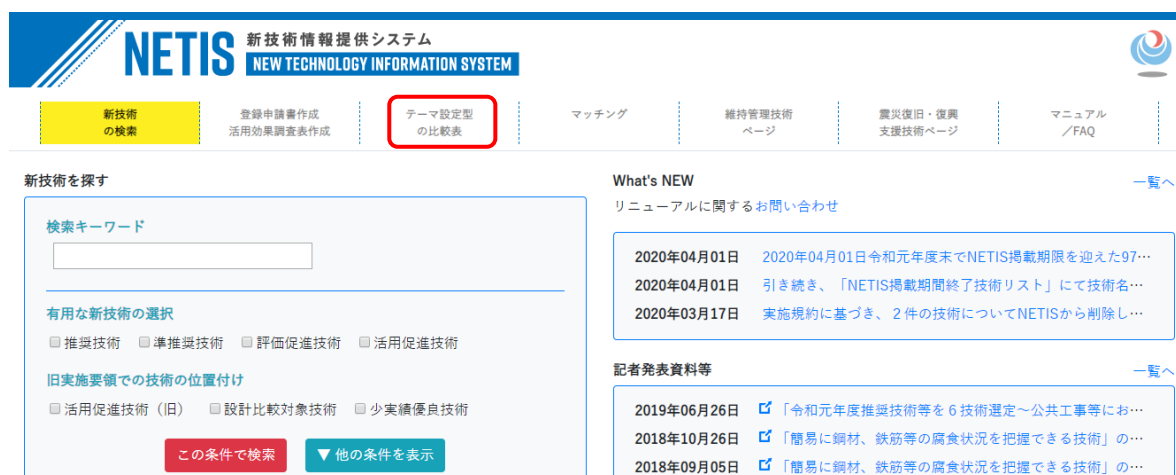 NETIS 新技術情報提供システム
NEW TECHNOLOGY INFORMATION SYSTEM
新技術
の検索
登録申請書作成
活用効果調査表作成
テーマ設定型
の比較表
マッチング
維持管理技術
ページ
震災復旧・復興
支援技術ページ
マニュアル
／FAQ
新技術を探す
検索キーワード
有用な新技術の選択
推奨技術 準推奨技術 評価促進技術 活用促進技術
旧実施要領での技術の位置付け
活用促進技術（旧） 設計比較対象技術 少実績優良技術
この条件で検索 ▼他の条件を表示
What's NEW 一覧へ
リニューアルに関するお問い合わせ
2020年04月01日 2020年04月01日令和元年度末でNETIS掲載期限を迎えた97…
2020年04月01日 引き続き、「NETIS掲載期間終了技術リスト」にて技術名…
2020年03月17日 実施規約に基づき、２件の技術についてNETISから削除し…
記者発表資料等 一覧へ
2019年06月26日 「令和元年度推奨技術等を６技術選定～公共工事等にお…
2018年10月26日 「簡易に鋼材、鉄筋等の腐食状況を把握できる技術」の…
2018年09月05日 「簡易に鋼材、鉄筋等の腐食状況を把握できる技術」の…